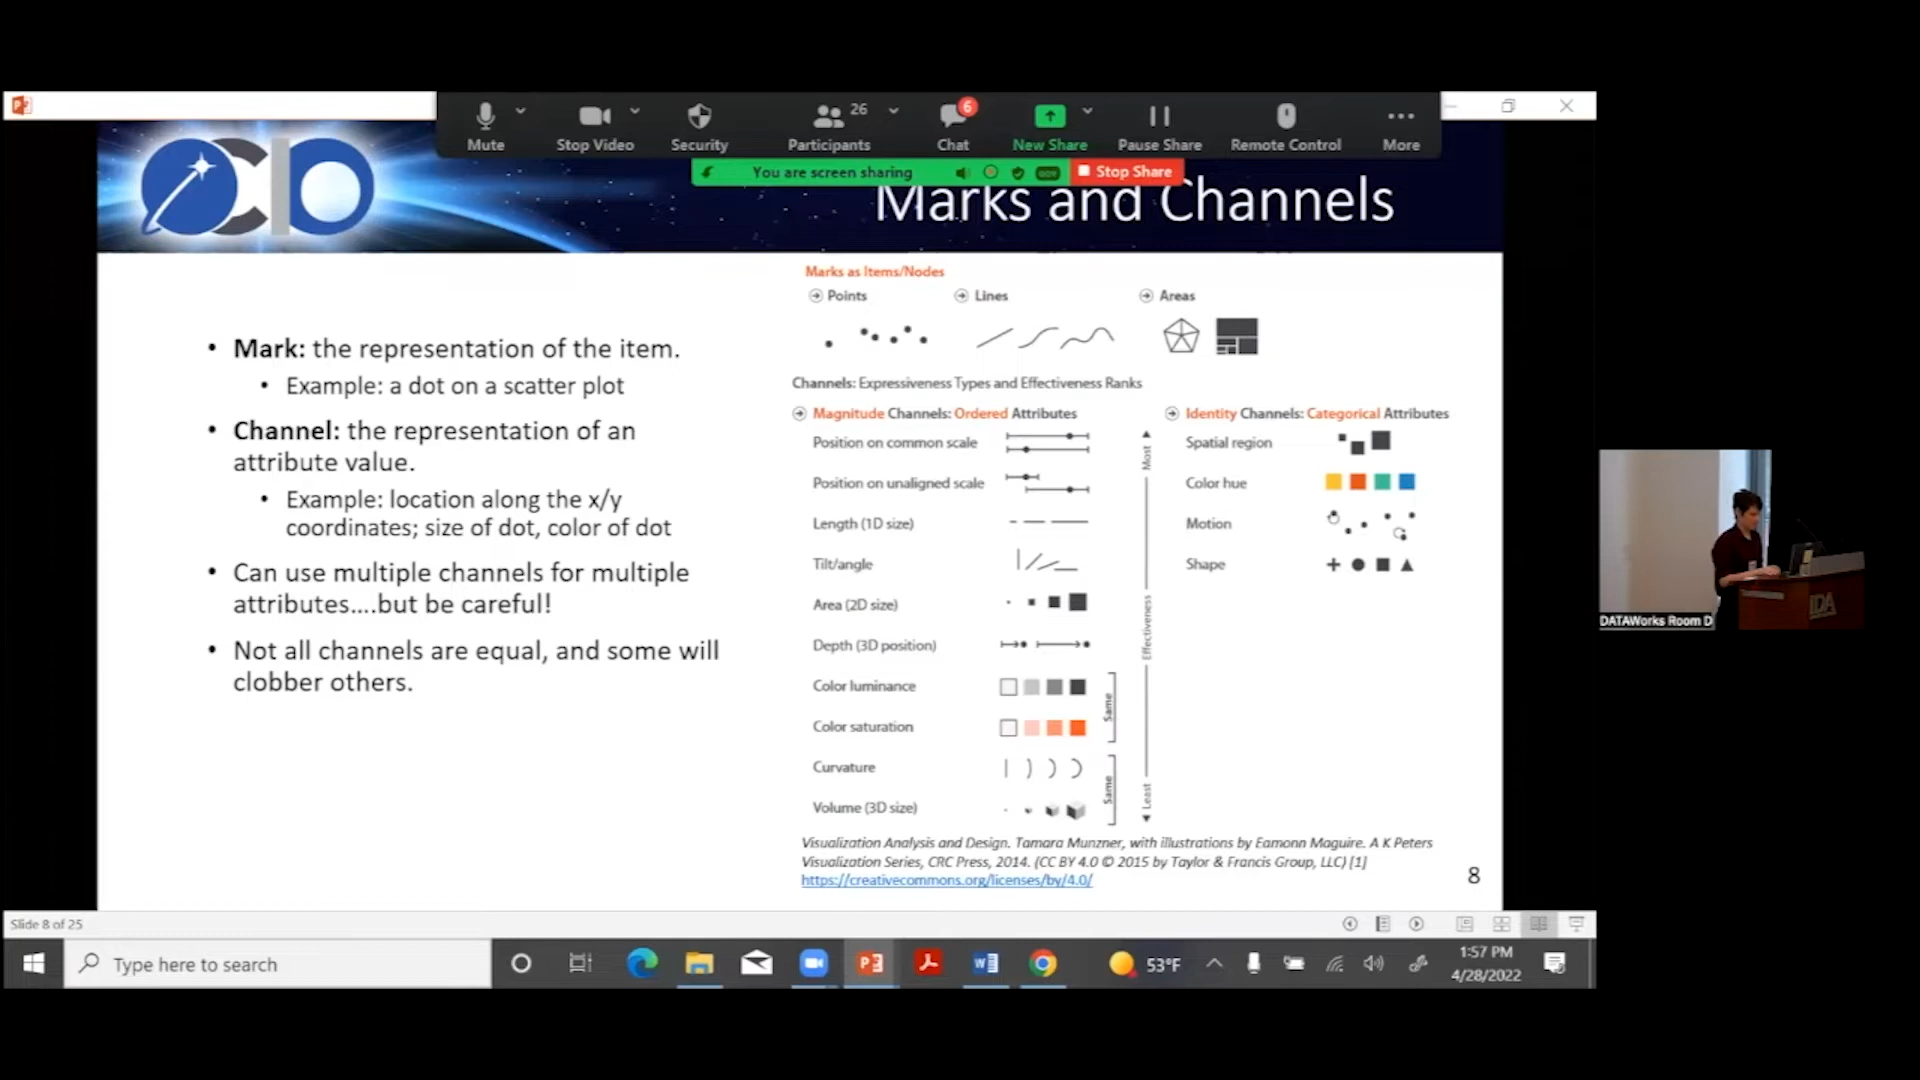 26
6
Mute
Stop Video
Security
Participants
Chat
New Share
Pause Share
Remote Control
More
You are screen sharing
Stop Share
Marks and Channels
• Mark: the representation of the item.
• Example: a dot on a scatter plot
• Channel: the representation of an
attribute value.
• Example: location along the x/y
coordinates; size of dot, color of dot
• Can use multiple channels for multiple
attributes....but be careful!
• Not all channels are equal, and some will
clobber others.
Marks as Items/Nodes
Points
Lines
Areas
Channels: Expressiveness Types and Effectiveness Ranks
Magnitude Channels: Ordered Attributes
Position on common scale
Position on unaligned scale
Length (1D size)
Tilt/angle
Area (2D size)
Depth (3D position)
Color luminance
Color saturation
Curvature
Volume (3D size)
Same
Same
Most
Effectiveness
Least
Identity Channels: Categorical Attributes
Spatial region
Color hue
Motion
Shape
Visualization Analysis and Design. Tamara Munzner, with illustrations by Eamonn Maguire. A K Peters
Visualization Series, CRC Press, 2014. (CC BY 4.0 © 2015 by Taylor & Francis Group, LLC) [1]
https://creativecommons.org/licenses/by/4.0/
8
IDA
DATAWorks Room D
Slide 8 of 25
Type here to search
53°F
1:57 PM
4/28/2022